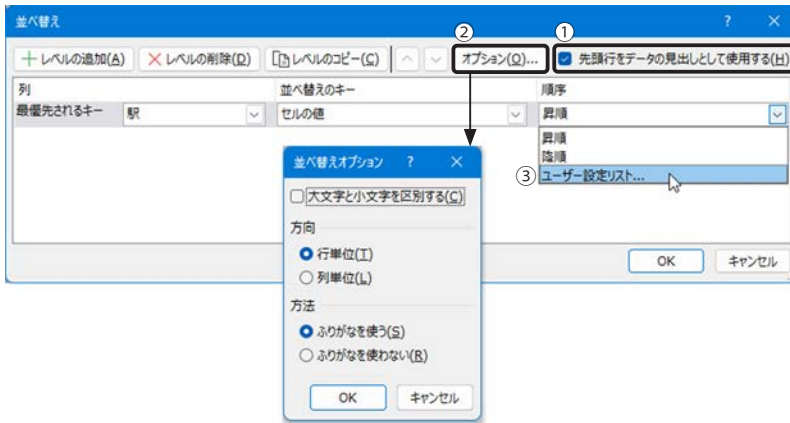 並べ替え ? ×
② ①
レベルの追加(A) レベルの削除(D) レベルのコピー(C) オプション(O)... 先頭行をデータの見出しとして使用する(H)
列 並べ替えのキー 順序
最優先されるキー 駅 セルの値 昇順
昇順
降順
③ ユーザー設定リスト...
OK キャンセル
並べ替えオプション ? ×
大文字と小文字を区別する(C)
方向
行単位(T)
列単位(L)
方法
ふりがなを使う(S)
ふりがなを使わない(R)
OK キャンセル